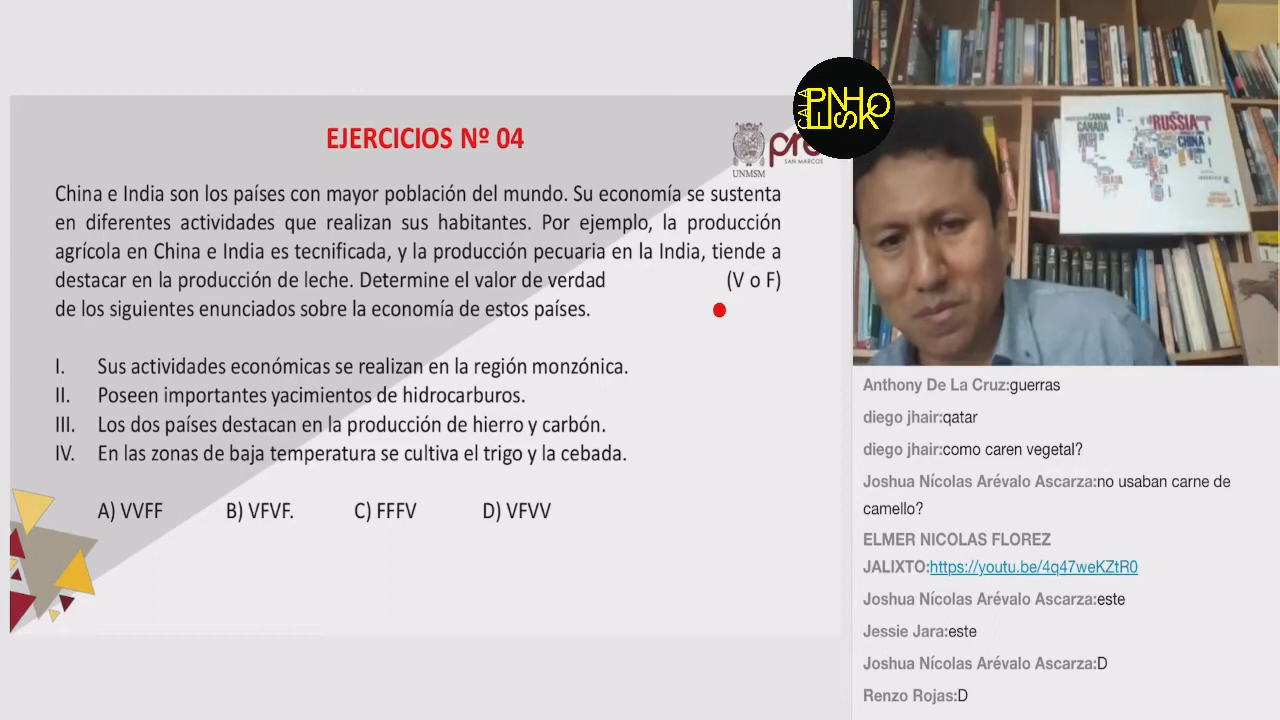 EJERCICIOS Nº 04
UNMSM
pre
SAN MARCOS
CALA
PNHO
ESK
China e India son los países con mayor población del mundo. Su economía se sustenta
en diferentes actividades que realizan sus habitantes. Por ejemplo, la producción
agrícola en China e India es tecnificada, y la producción pecuaria en la India, tiende a
destacar en la producción de leche. Determine el valor de verdad (V o F)
de los siguientes enunciados sobre la economía de estos países.
I. Sus actividades económicas se realizan en la región monzónica.
II. Poseen importantes yacimientos de hidrocarburos.
III. Los dos países destacan en la producción de hierro y carbón.
IV. En las zonas de baja temperatura se cultiva el trigo y la cebada.
A) VVFF B) VFVF. C) FFFV D) VFVV
CANADA
RUSSIA
CHINA
Anthony De La Cruz:guerras
diego jhair:qatar
diego jhair:como caren vegetal?
Joshua Nícolas Arévalo Ascarza:no usaban carne de
camello?
ELMER NICOLAS FLOREZ
JALIXTO:https://youtu.be/4q47weKZtR0
Joshua Nícolas Arévalo Ascarza:este
Jessie Jara:este
Joshua Nícolas Arévalo Ascarza:D
Renzo Rojas:D